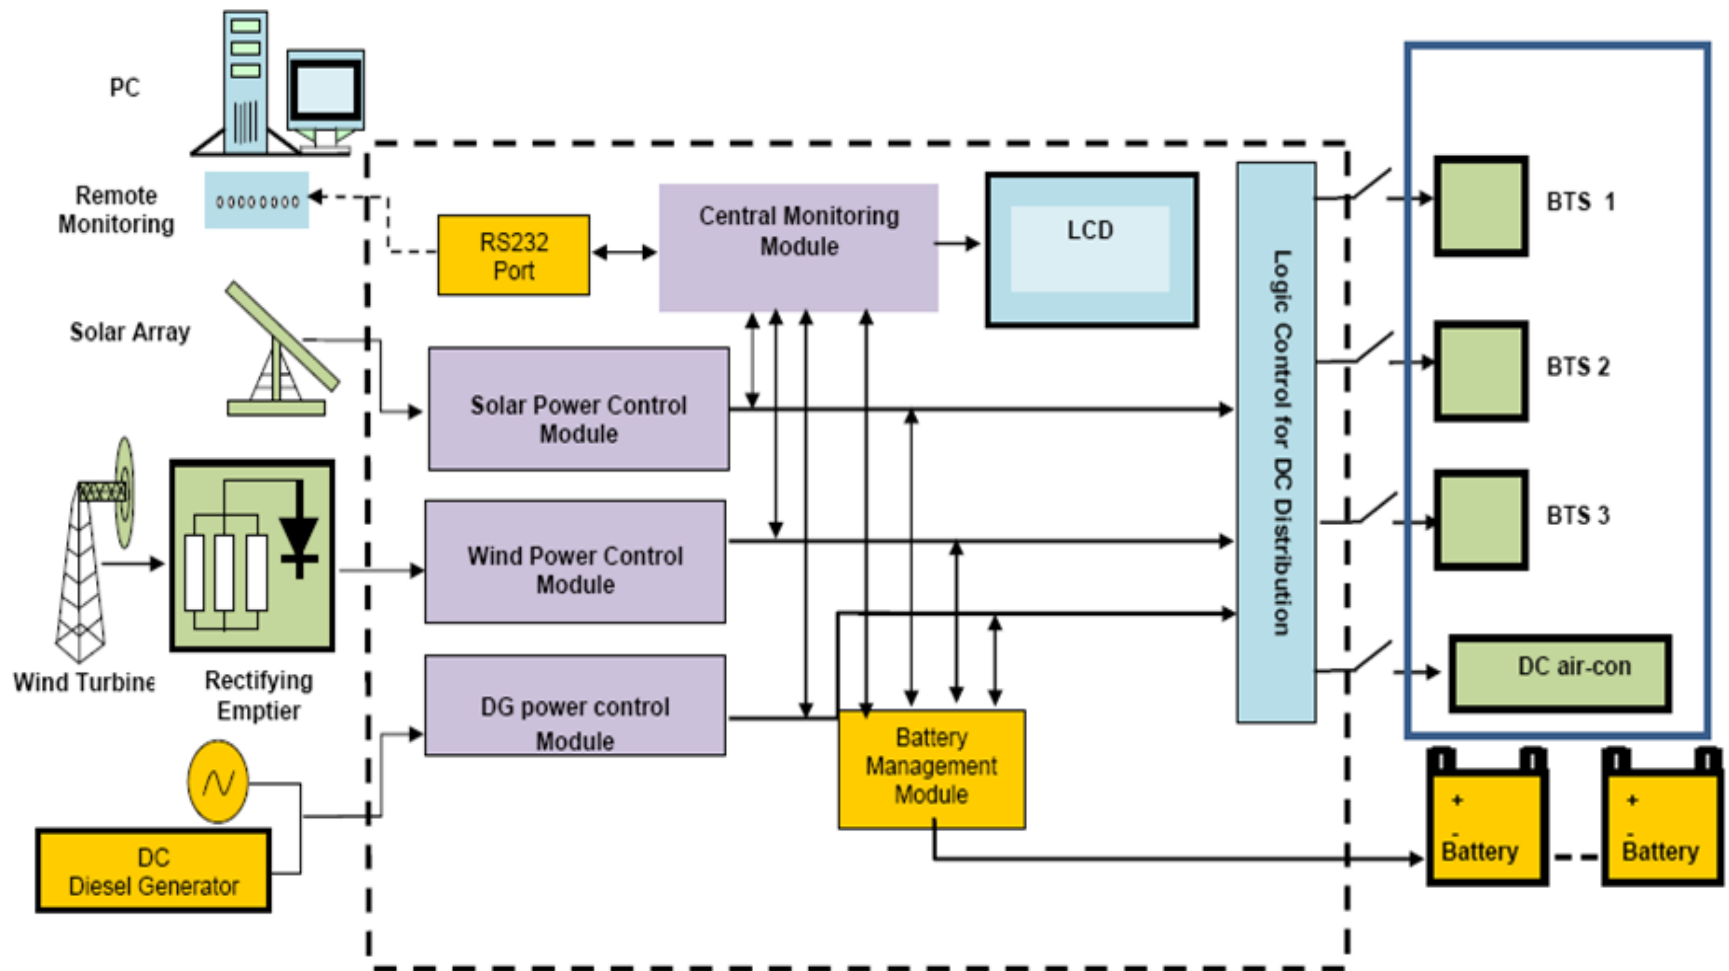 PC
Remote
Monitoring
RS232
Port
Central Monitoring
Module
LCD
Solar Array
Solar Power Control
Module
Wind Power Control
Module
Wind Turbine
Rectifying
Emptier
DG power control
Module
DC
Diesel Generator
Battery
Management
Module
Logic Control for DC Distribution
BTS 1
BTS 2
BTS 3
DC air-con
+
-
Battery
+
-
Battery